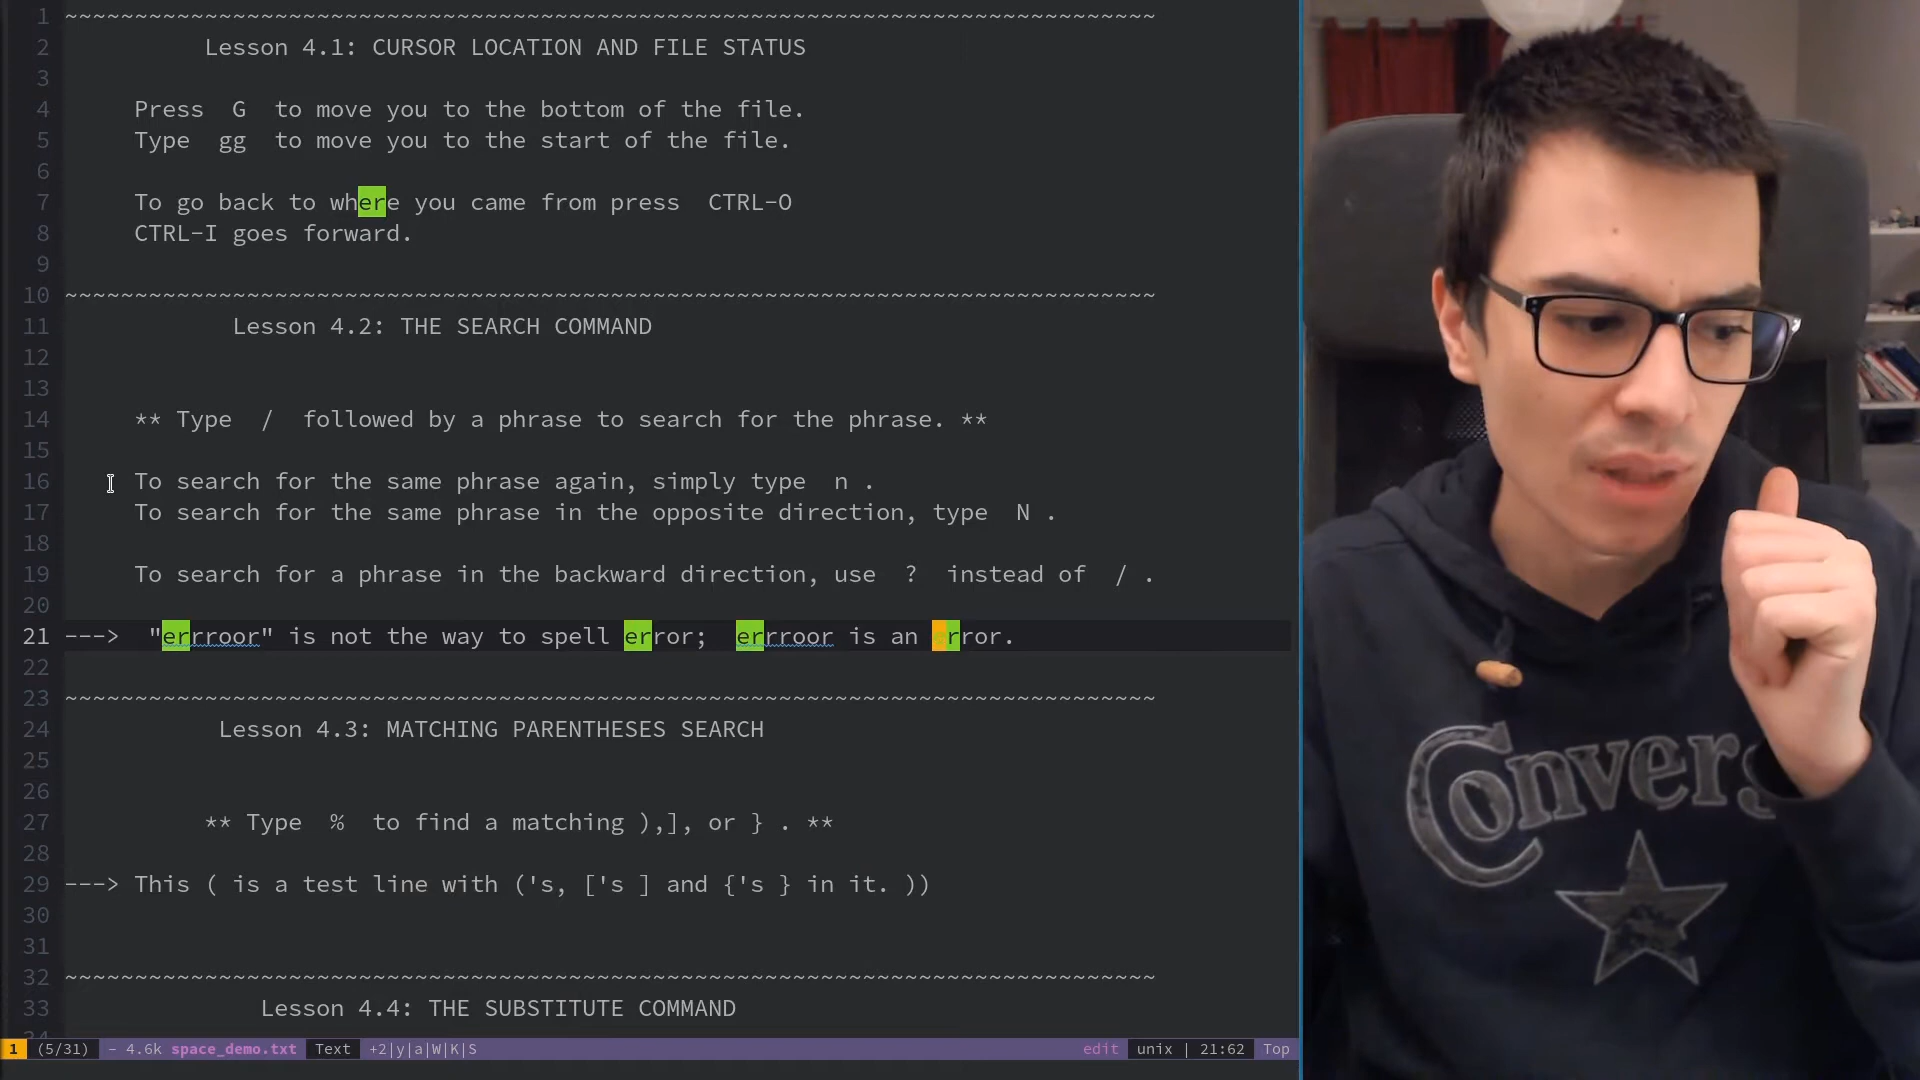 1 ~~~~~~~~~~~~~~~~~~~~~~~~~~~~~~~~~~~~~~~~~~~~~~~~~~~~~~~~~~~~~~~~~~~~~~~~~~~~~~
2 Lesson 4.1: CURSOR LOCATION AND FILE STATUS
3
4 Press  G  to move you to the bottom of the file.
5 Type  gg  to move you to the start of the file.
6
7 To go back to where you came from press  CTRL-O
8 CTRL-I goes forward.
9
10 ~~~~~~~~~~~~~~~~~~~~~~~~~~~~~~~~~~~~~~~~~~~~~~~~~~~~~~~~~~~~~~~~~~~~~~~~~~~~~~
11 Lesson 4.2: THE SEARCH COMMAND
12
13
14 ** Type  /  followed by a phrase to search for the phrase. **
15
16 To search for the same phrase again, simply type  n .
17 To search for the same phrase in the opposite direction, type  N .
18
19 To search for a phrase in the backward direction, use  ?  instead of  / .
20
21 --->  "errroor" is not the way to spell error;  errroor is an error.
22
23 ~~~~~~~~~~~~~~~~~~~~~~~~~~~~~~~~~~~~~~~~~~~~~~~~~~~~~~~~~~~~~~~~~~~~~~~~~~~~~~
24 Lesson 4.3: MATCHING PARENTHESES SEARCH
25
26
27 ** Type  %  to find a matching ),], or } . **
28
29 ---> This ( is a test line with ('s, ['s ] and {'s } in it. ))
30
31
32 ~~~~~~~~~~~~~~~~~~~~~~~~~~~~~~~~~~~~~~~~~~~~~~~~~~~~~~~~~~~~~~~~~~~~~~~~~~~~~~
33 Lesson 4.4: THE SUBSTITUTE COMMAND
34
1 (5/31) - 4.6k space_demo.txt Text +2|y|a|W|K|S edit unix | 21:62 Top
Convers